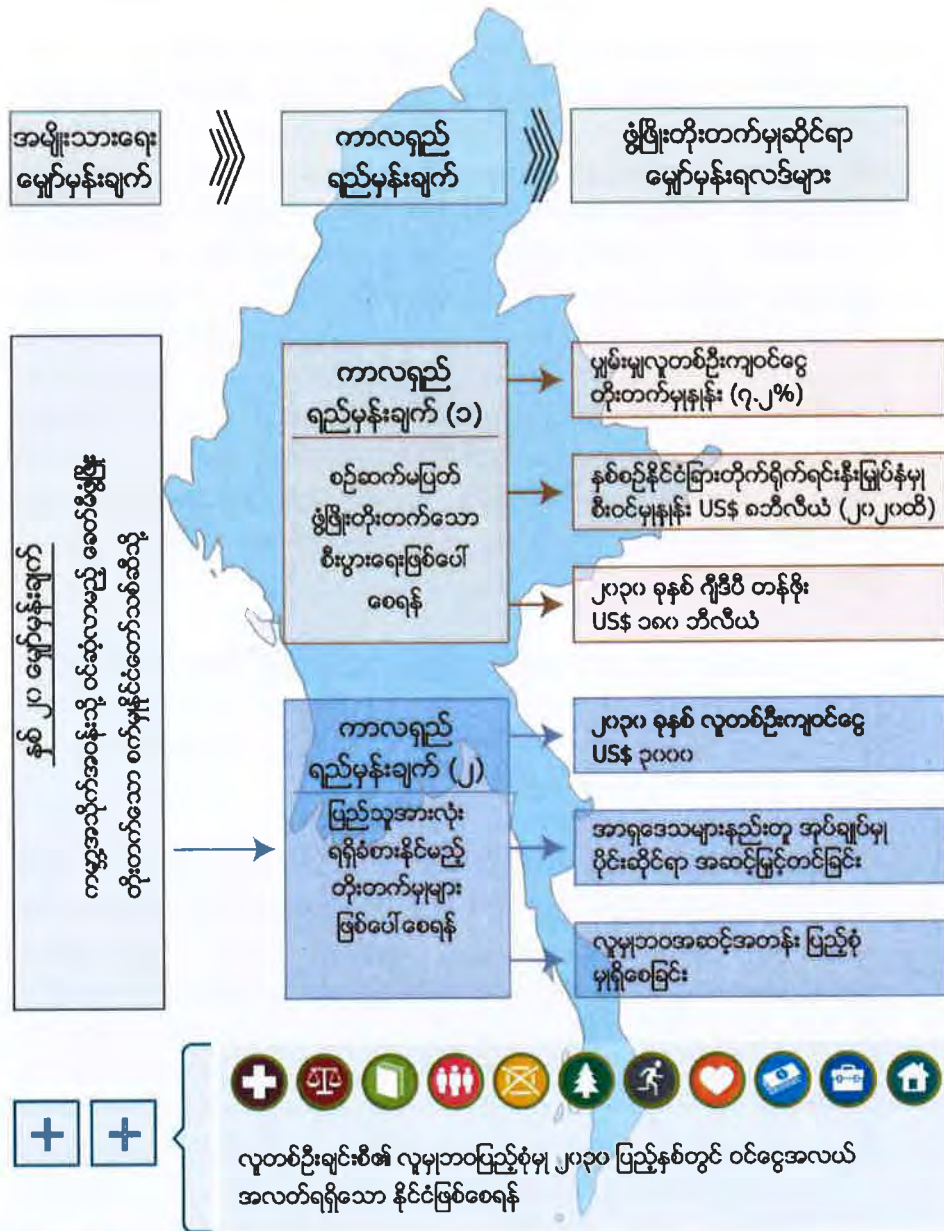 အမျိုးသားရေး
မျှော်မှန်းချက်
ကာလရှည်
ရည်မှန်းချက်
ဖွံ့ဖြိုးတိုးတက်မှုဆိုင်ရာ
မျှော်မှန်းရလဒ်များ
နှစ် ၂၀ မျှော်မှန်းချက်
ကာလရှည်
ရည်မှန်းချက် (၁)
စဉ်ဆက်မပြတ်
ဖွံ့ဖြိုးတိုးတက်သော
စီးပွားရေးဖြစ်ပေါ်
စေရန်
ပျှမ်းမျှလူတစ်ဦးကျဝင်ငွေ
တိုးတက်မှုနှုန်း (၇.၂%)
နှစ်စဉ်နိုင်ငံခြားတိုက်ရိုက်ရင်းနှီးမြှုပ်နှံမှု
စီးဝင်မှုနှုန်း US$ ၈ဘီလီယံ (၂၀၂၀ထိ)
၂၀၃၀ ခုနှစ် ဂျီဒီပီ တန်ဖိုး
US$ ၁၈၀ ဘီလီယံ
ကာလရှည်
ရည်မှန်းချက် (၂)
ပြည်သူအားလုံး
ရရှိခံစားနိုင်မည့်
တိုးတက်မှုများ
ဖြစ်ပေါ်စေရန်
၂၀၃၀ ခုနှစ် လူတစ်ဦးကျဝင်ငွေ
US$ ၃၀၀၀
အာရှဒေသများနည်းတူ အုပ်ချုပ်မှု
ပိုင်းဆိုင်ရာ အဆင့်မြှင့်တင်ခြင်း
လူမှုဘဝအဆင့်အတန်း ပြည့်စုံ
မှုရှိစေခြင်း
လူတစ်ဦးချင်းစီ၏ လူမှုဘဝပြည့်စုံမှု ၂၀၃၀ ပြည့်နှစ်တွင် ဝင်ငွေအလယ်
အလတ်ရရှိသော နိုင်ငံဖြစ်စေရန်